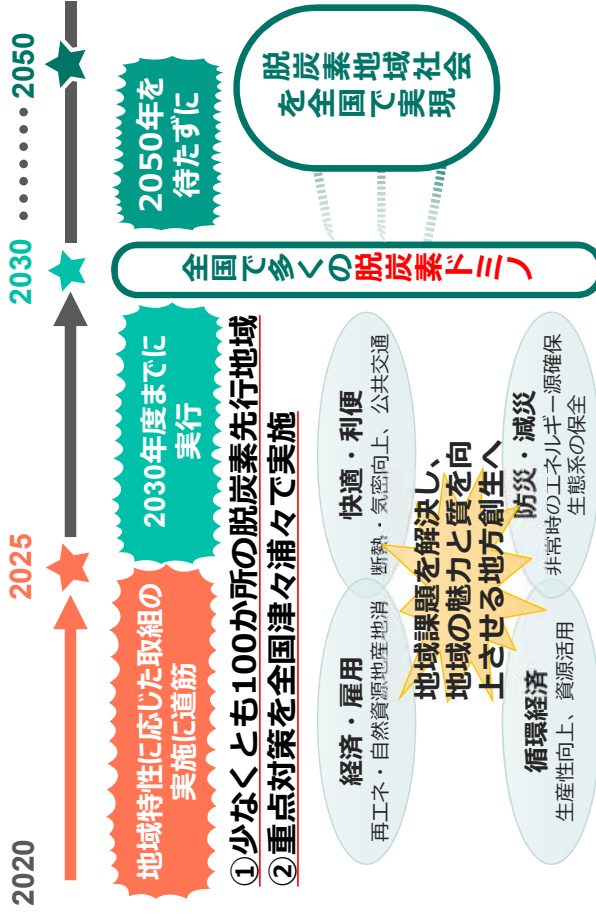 2020
2025
2030
2050
地域特性に応じた取組の
実施に道筋
2030年度までに
実行
2050年を
待たずに
①少なくとも100か所の脱炭素先行地域
②重点対策を全国津々浦々で実施
全国で多くの脱炭素ドミノ
脱炭素地域社会
を全国で実現
経済・雇用
再エネ・自然資源地産地消
快適・利便
断熱・気密向上、公共交通
地域課題を解決し、
地域の魅力と質を向
上させる地方創生へ
循環経済
生産性向上、資源活用
防災・減災
非常時のエネルギー源確保
生態系の保全